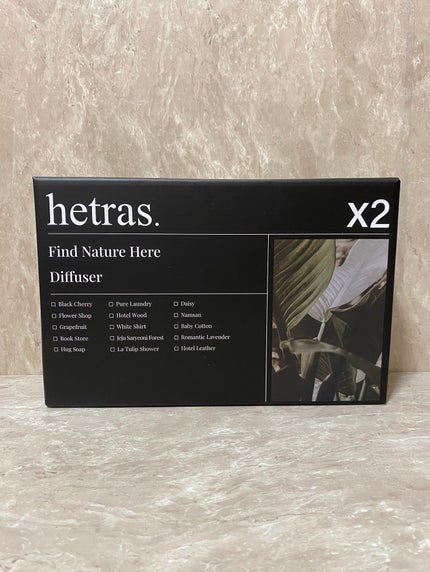 hetras.
X2
Find Nature Here
Diffuser
☐ Black Cherry ☐ Pure Laundry ☐ Daisy
☐ Flower Shop ☐ Hotel Wood ☐ Namsan
☐ Grapefruit ☐ White Shirt ☐ Baby Cotton
☐ Book Store ☐ Jeju Saryeoni Forest ☐ Romantic Lavender
☐ Hug Soap ☐ La Tulip Shower ☐ Hotel Leather